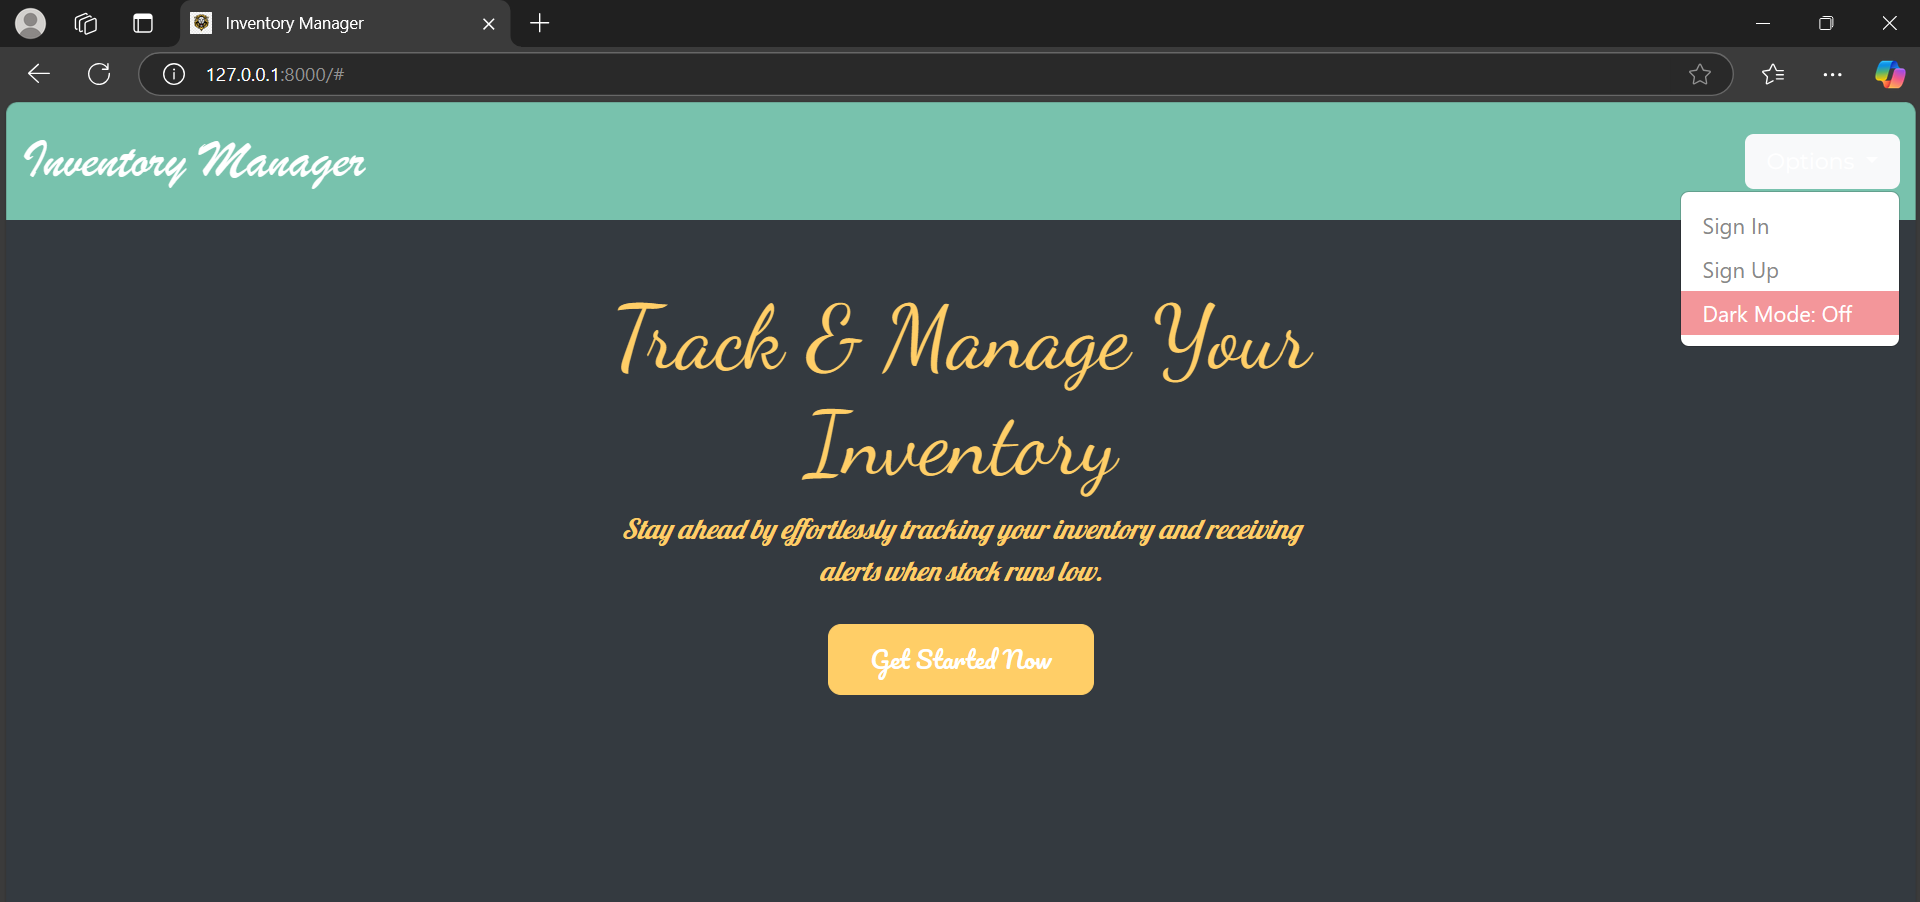 Inventory Manager
127.0.0.1:8000/#
Inventory Manager
Options
Sign In
Sign Up
Dark Mode: Off
Track & Manage Your
Inventory
Stay ahead by effortlessly tracking your inventory and receiving
alerts when stock runs low.
Get Started Now